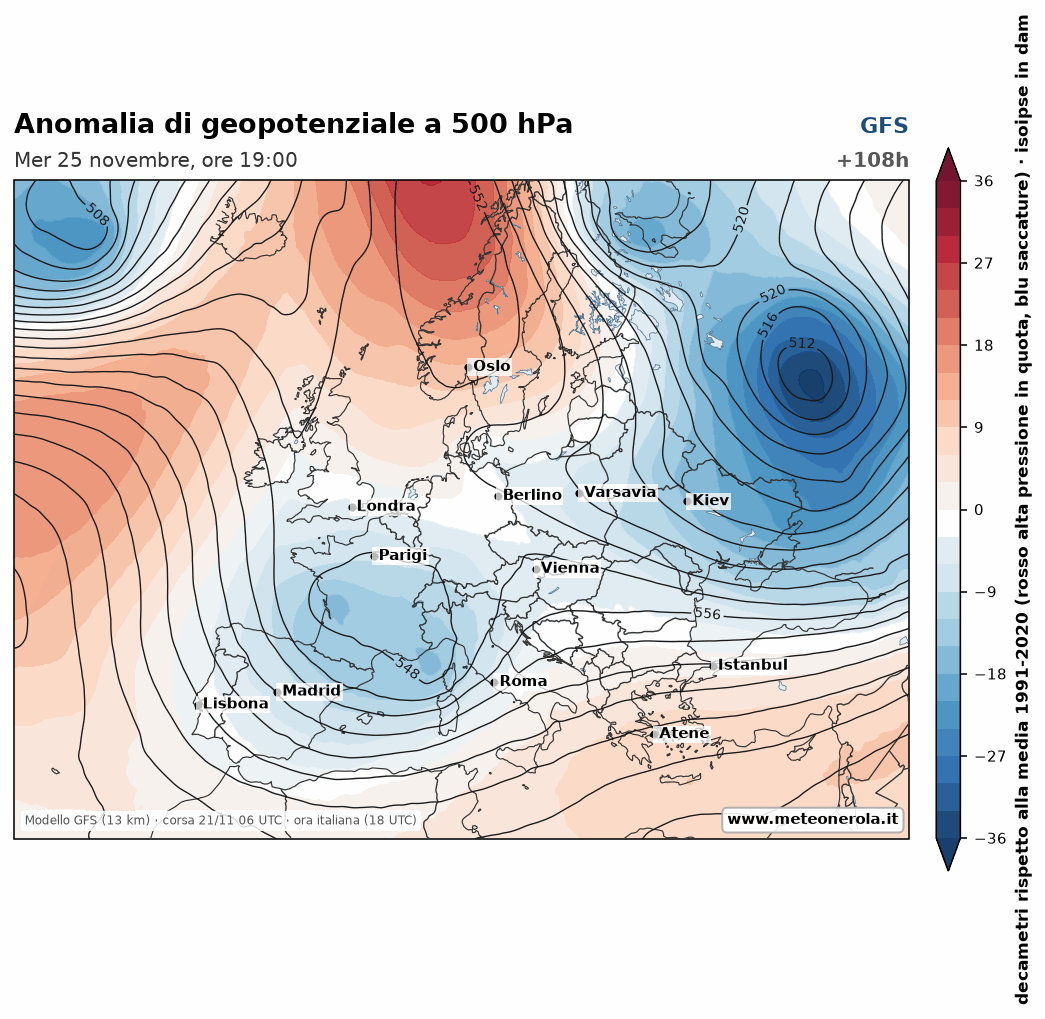 Anomalia di geopotenziale a 500 hPa
GFS
Mer 25 novembre, ore 19:00
+108h
508
552
520
520
516
512
Oslo
Berlino
Varsavia
Kiev
Londra
Parigi
Vienna
556
548
Istanbul
Roma
Madrid
Lisbona
Atene
Modello GFS (13 km) · corsa 21/11 06 UTC · ora italiana (18 UTC)
www.meteonerola.it
36
27
18
9
0
−9
−18
−27
−36
decametri rispetto alla media 1991-2020 (rosso alta pressione in quota, blu saccature) · isoipse in dam